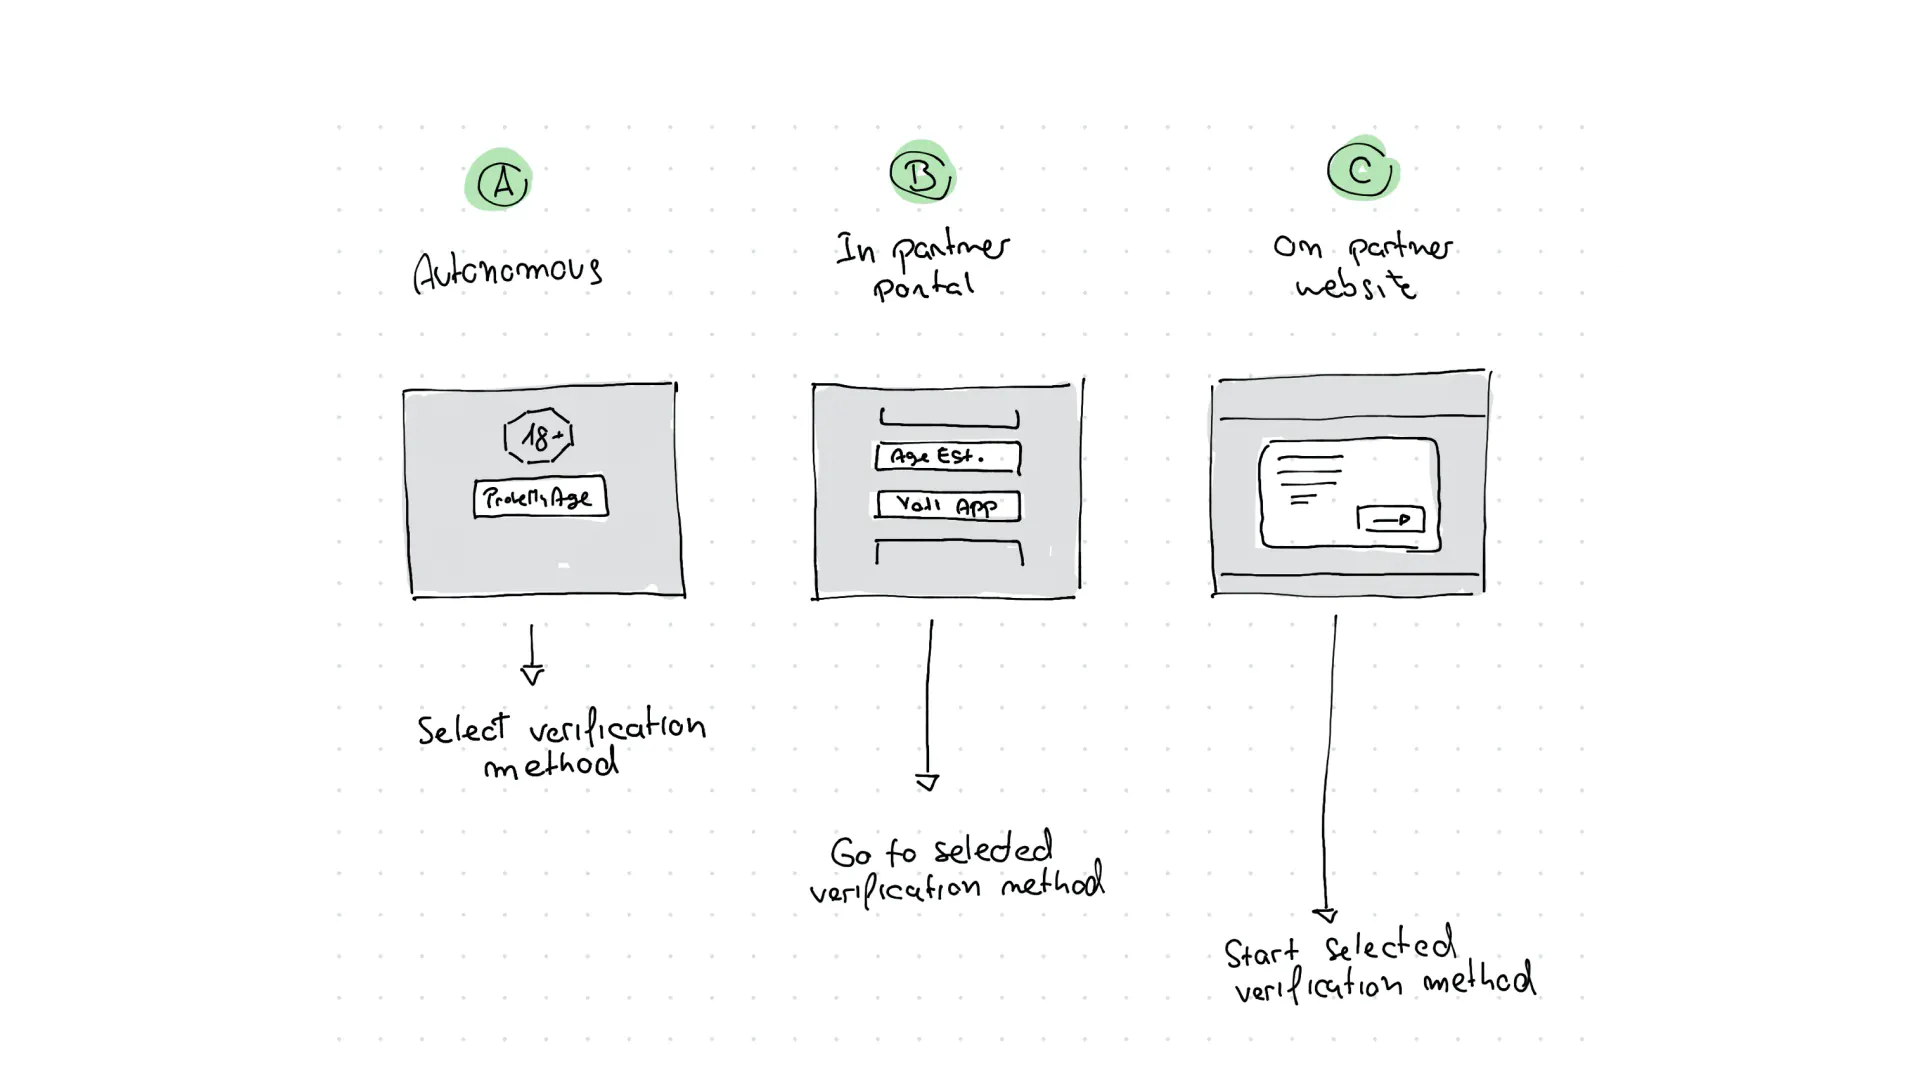 A
Autonomous
18+
ProveMyAge
Select verification
method
B
In partner
portal
Age Est.
Yoti App
Go to selected
verification method
C
On partner
website
Start selected
verification method